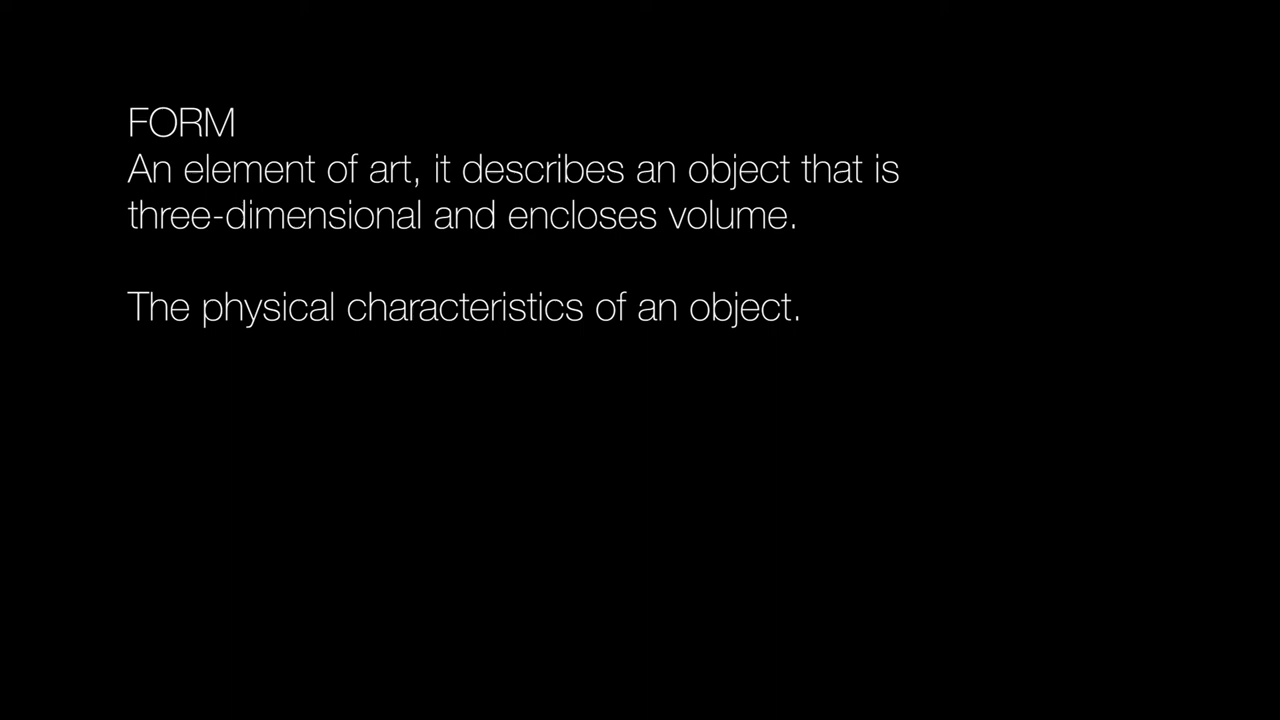 FORM
An element of art, it describes an object that is
three-dimensional and encloses volume.
The physical characteristics of an object.